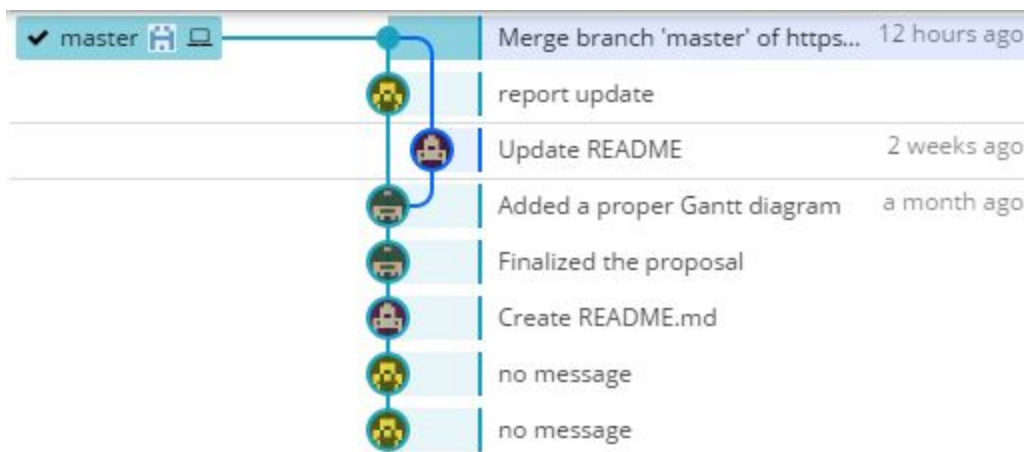 master Merge branch 'master' of https... 12 hours ago
report update
Update README 2 weeks ago
Added a proper Gantt diagram a month ago
Finalized the proposal
Create README.md
no message
no message